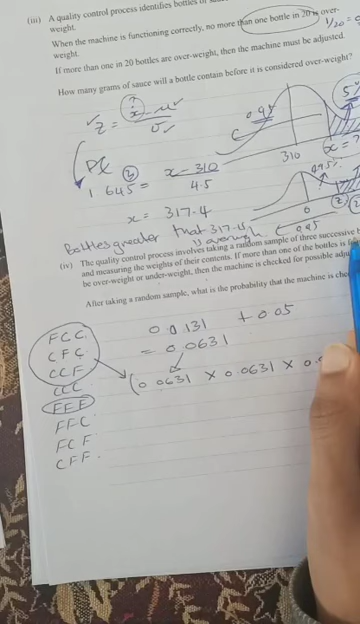 (iii) A quality control process identifies bottles of
weight.
When the machine is functioning correctly, no more than one bottle in 20 is over-
weight.
If more than one in 20 bottles are over-weight, then the machine must be adjusted.
How many grams of sauce will a bottle contain before it is considered over-weight?
1/20 =
z = x - μ / σ
0.95
5
310
x = ?
1.645 = x - 310 / 4.5
0.95
0
x = 317.4
Bottles greater that 317.4
is overweigh
(iv) The quality control process involves taking a random sample of three successive
and measuring the weights of their contents. If more than one of the bottles is
be over-weight or under-weight, then the machine is checked for possible
After taking a random sample, what is the probability that the machine is
FCC
CFC
CCF
CCC
FFF
FFC
FCF
CFF
0.0131 + 0.05
= 0.0631
(0.0631 × 0.0631 × 0.